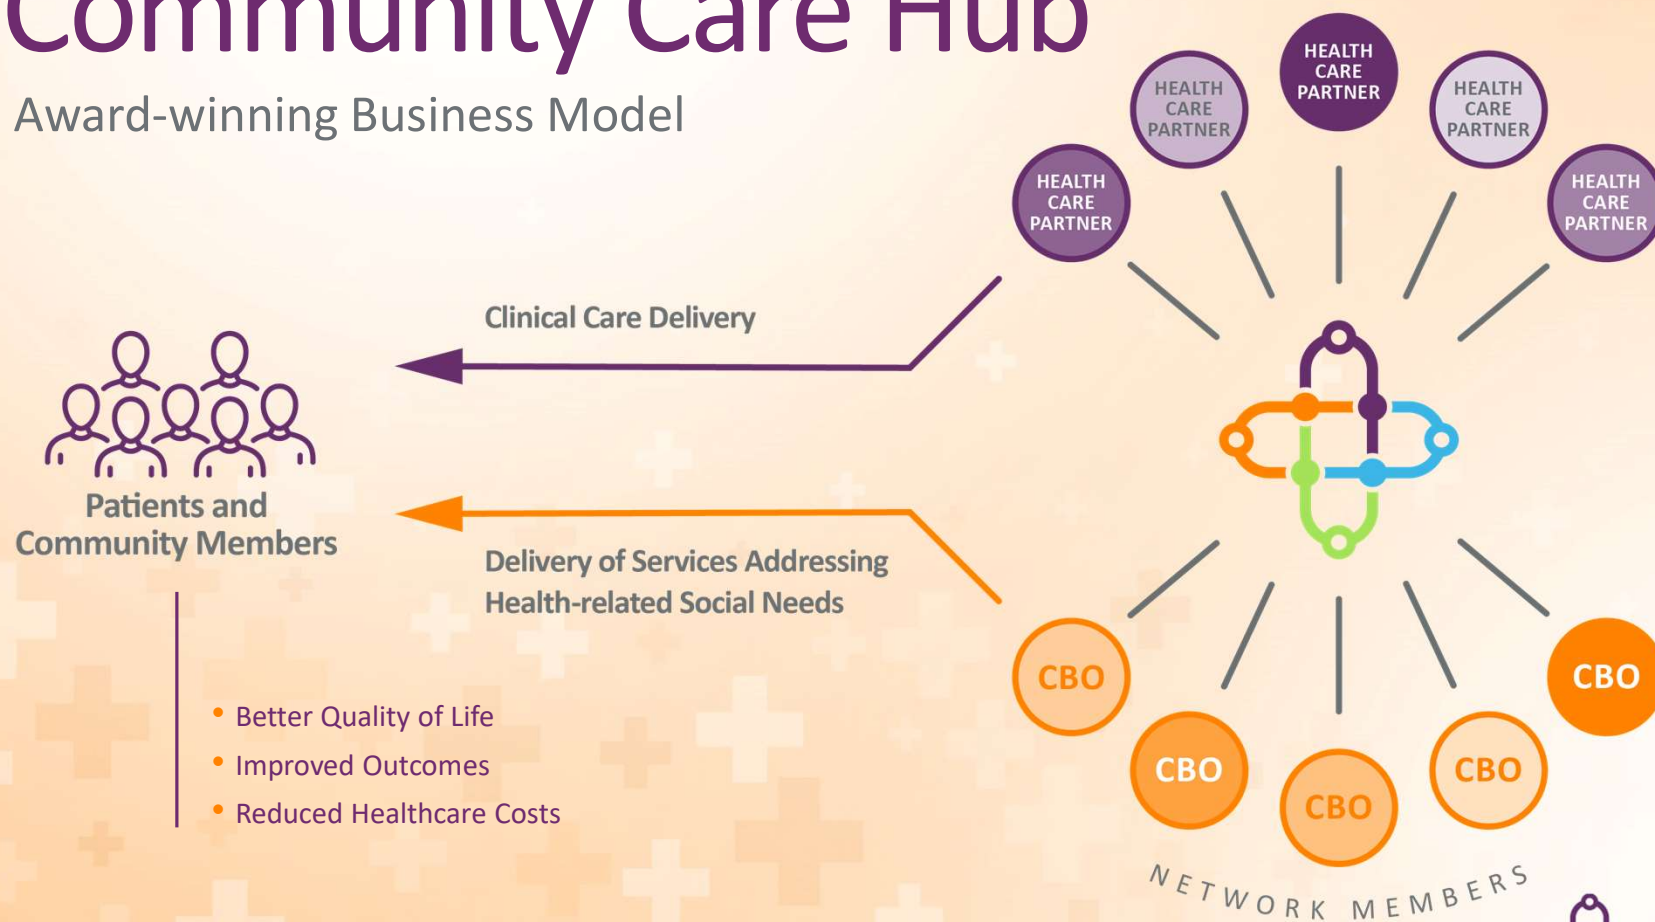 Community Care Hub
Award-winning Business Model
HEALTH
CARE
PARTNER
HEALTH
CARE
PARTNER
HEALTH
CARE
PARTNER
HEALTH
CARE
PARTNER
HEALTH
CARE
PARTNER
Clinical Care Delivery
Patients and
Community Members
Delivery of Services Addressing
Health-related Social Needs
• Better Quality of Life
• Improved Outcomes
• Reduced Healthcare Costs
CBO
CBO
CBO
CBO
CBO
NETWORK MEMBERS